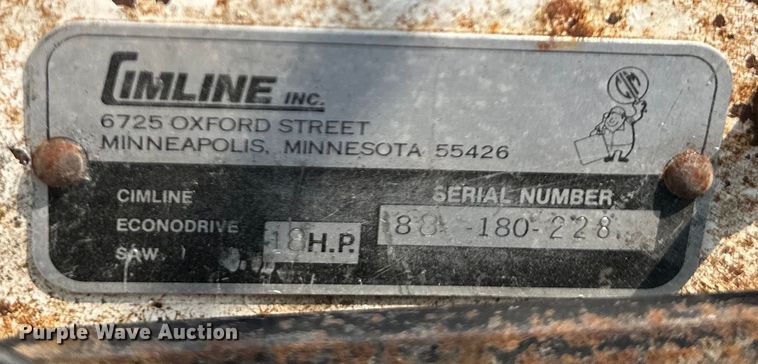 CIMLINE INC.
6725 OXFORD STREET
MINNEAPOLIS, MINNESOTA 55426
CIM
CIMLINE
ECONODRIVE
SAW
18 H.P.
SERIAL NUMBER
88-180-228
Purple Wave Auction